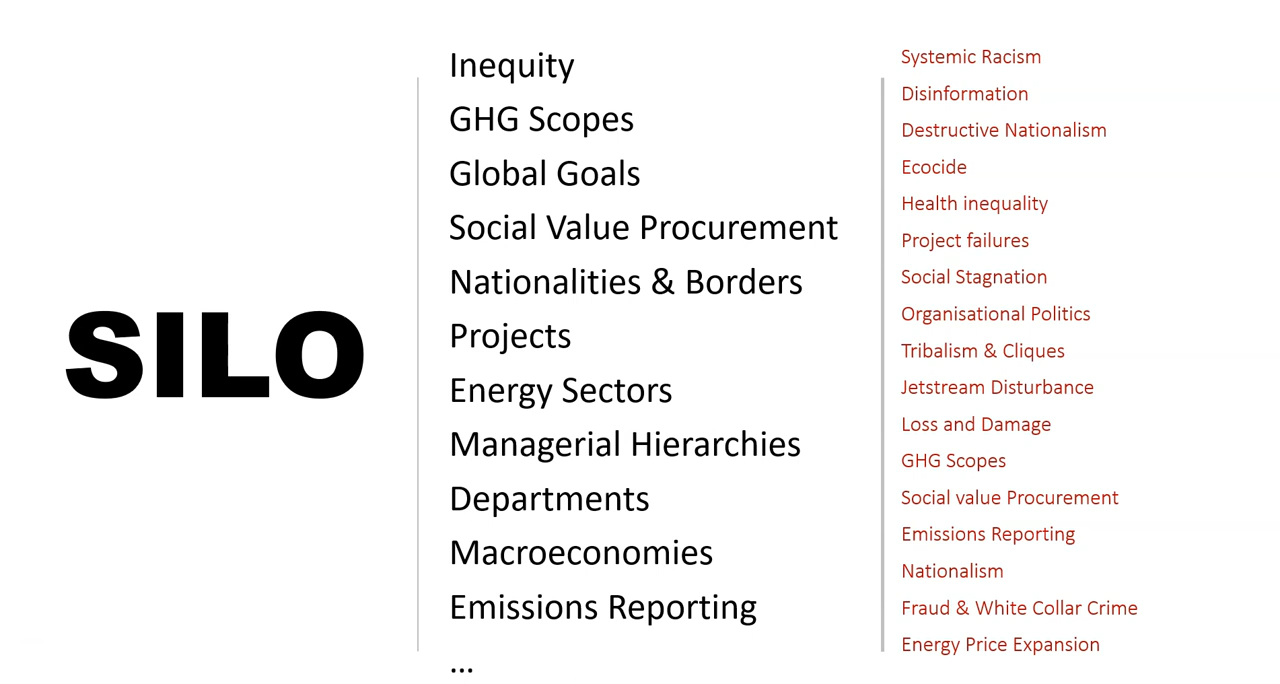 SILO
Inequity
GHG Scopes
Global Goals
Social Value Procurement
Nationalities & Borders
Projects
Energy Sectors
Managerial Hierarchies
Departments
Macroeconomies
Emissions Reporting
...
Systemic Racism
Disinformation
Destructive Nationalism
Ecocide
Health inequality
Project failures
Social Stagnation
Organisational Politics
Tribalism & Cliques
Jetstream Disturbance
Loss and Damage
GHG Scopes
Social value Procurement
Emissions Reporting
Nationalism
Fraud & White Collar Crime
Energy Price Expansion